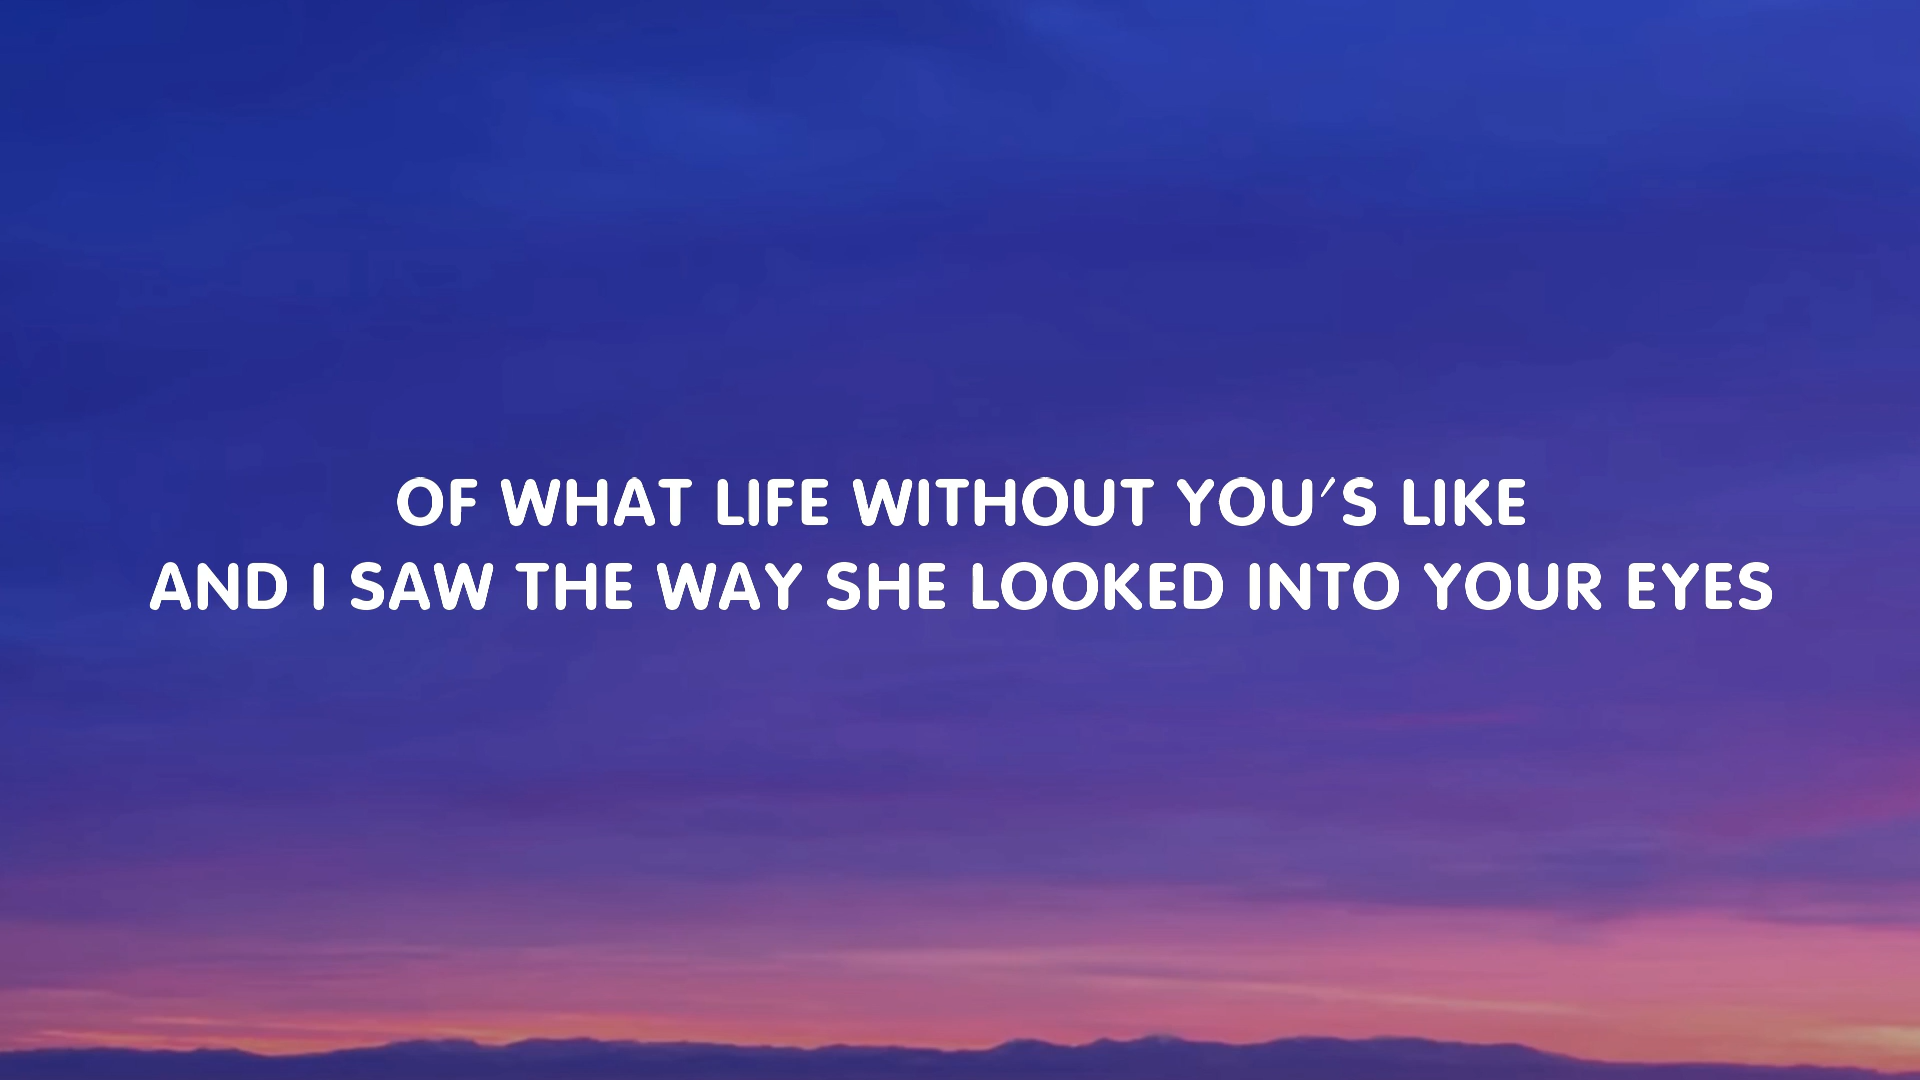 OF WHAT LIFE WITHOUT YOU'S LIKE
AND I SAW THE WAY SHE LOOKED INTO YOUR EYES